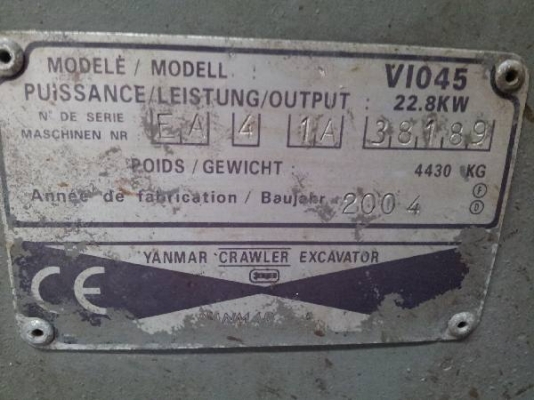 MODELE / MODELL : VIO45
PUISSANCE/LEISTUNG/OUTPUT : 22.8KW
N° DE SERIE
MASCHINEN NR : EA 4 1A 38189
POIDS / GEWICHT : 4430 KG
Année de fabrication / Baujahr 2004
F
D
YANMAR CRAWLER EXCAVATOR
CE